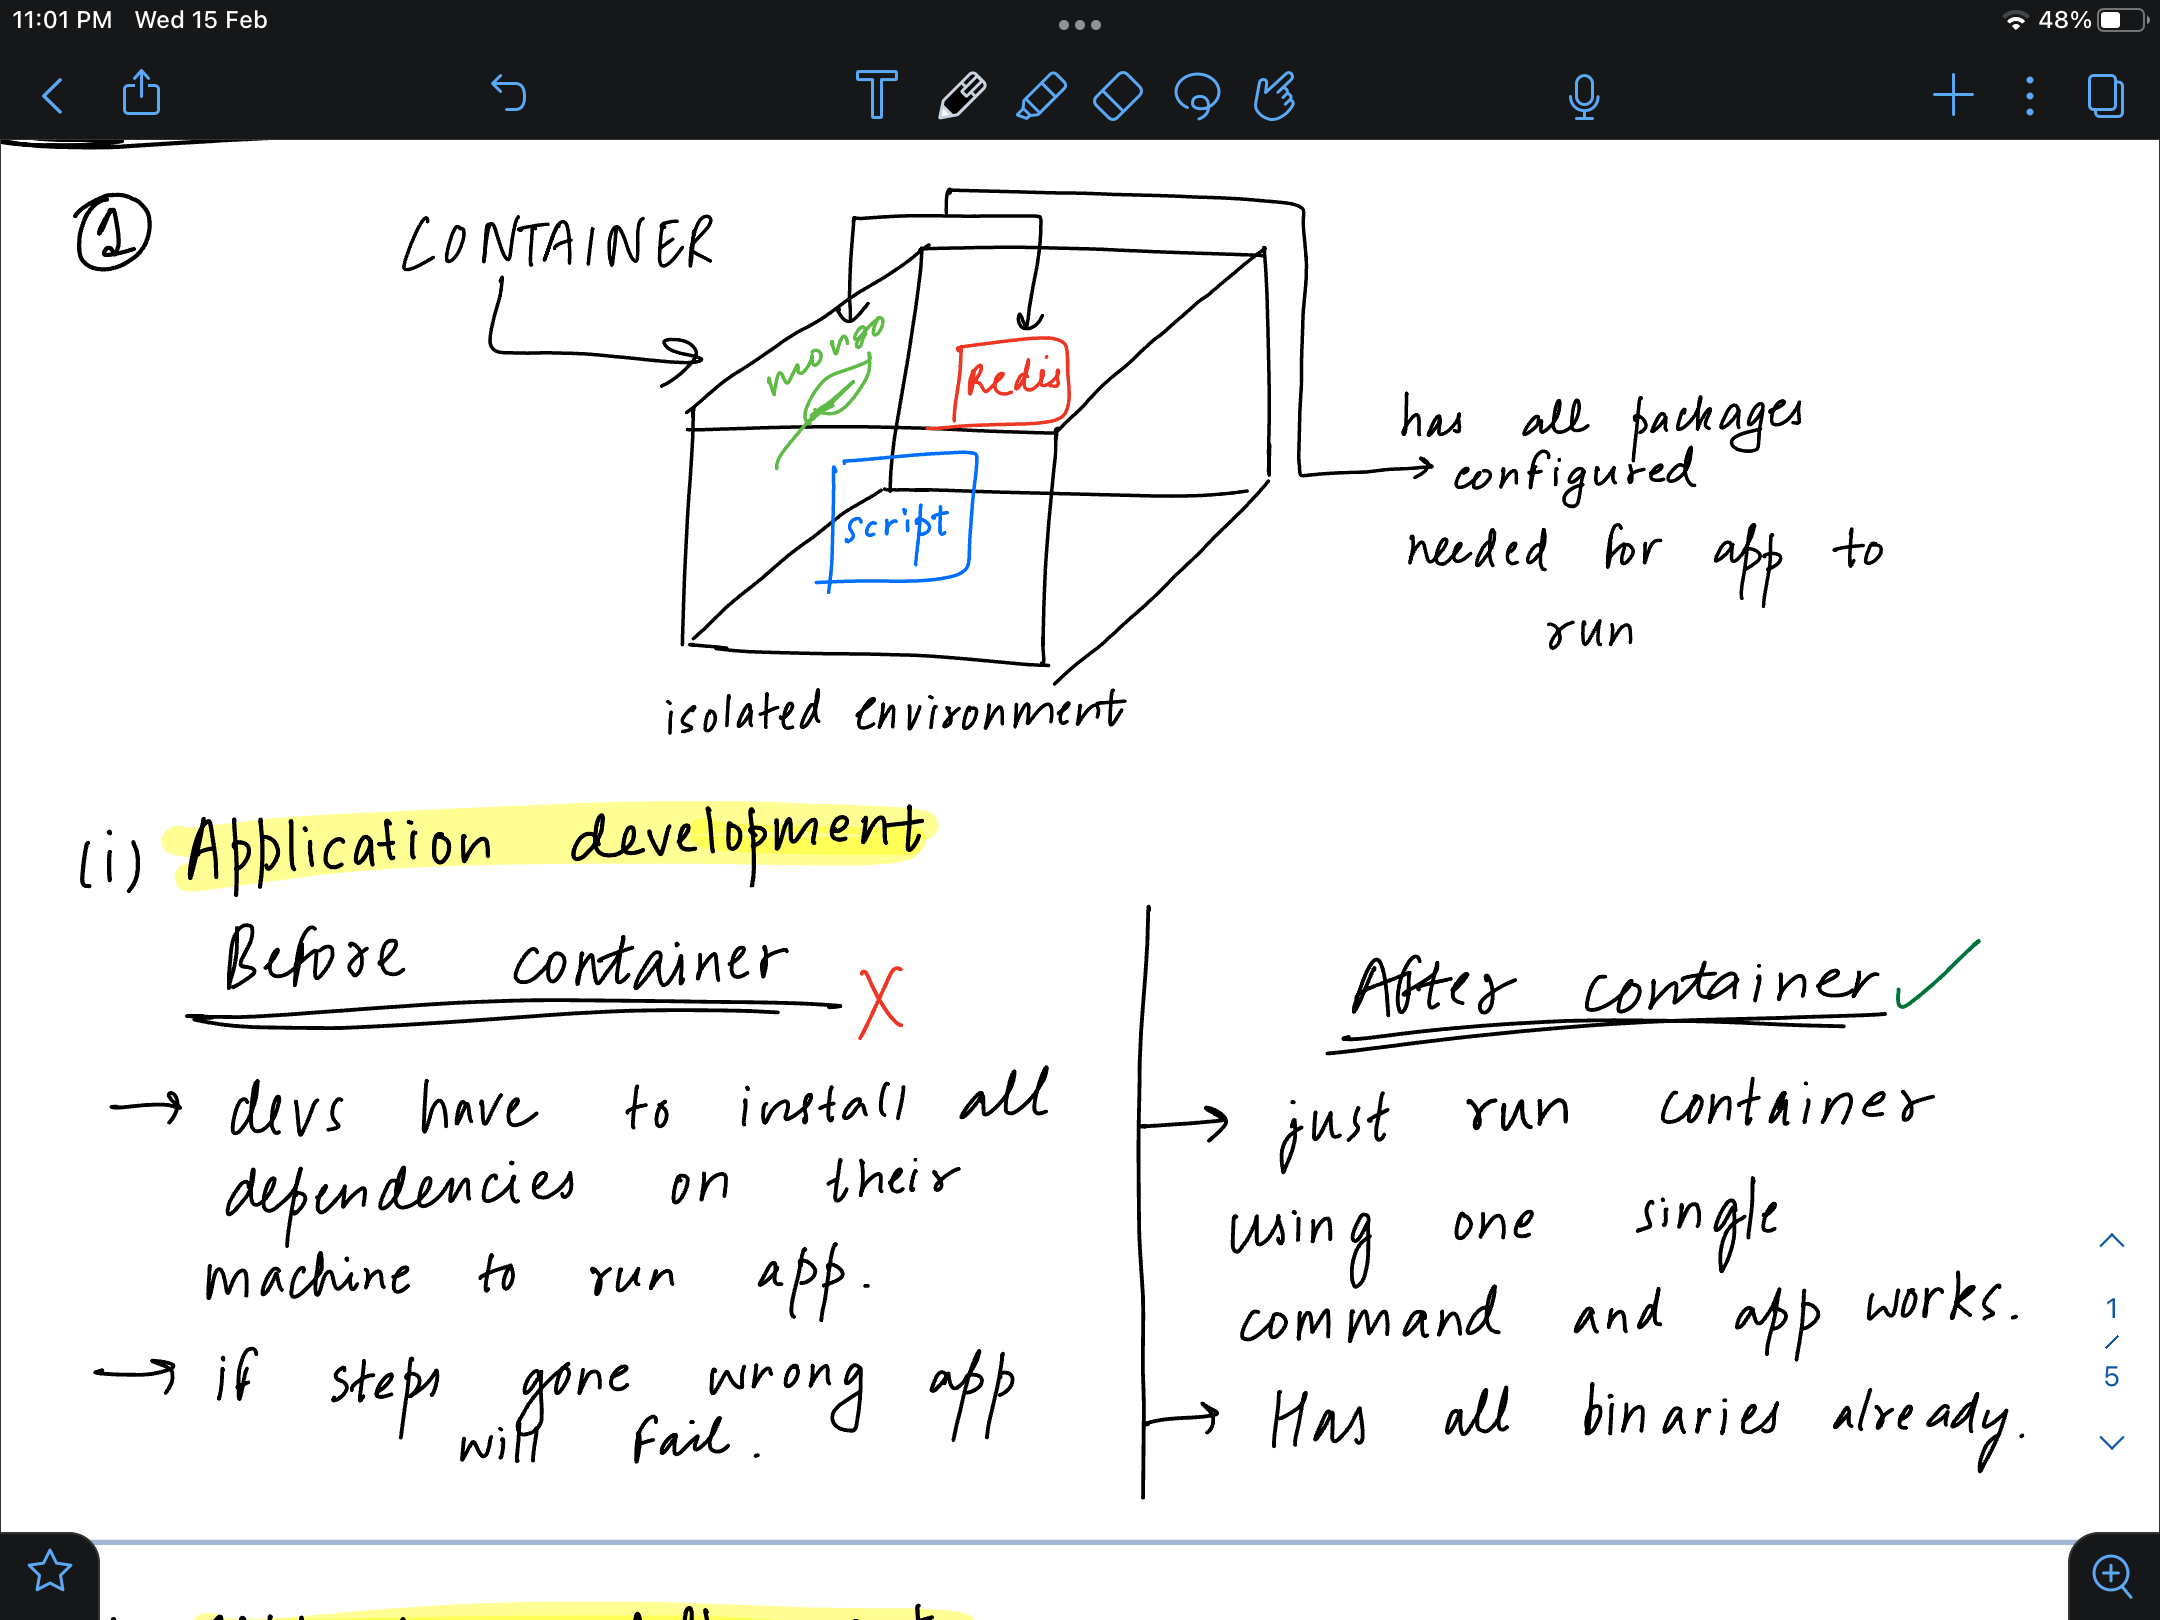 11:01 PM Wed 15 Feb
48%
1
CONTAINER
mongo
Redis
script
has all packages
configured
needed for app to
run
isolated environment
(i) Application development
Before container X
→ devs have to install all
dependencies on their
machine to run app.
→ if steps gone wrong app
will fail.
After container ✓
→ just run container
using one single
command and app works.
→ Has all binaries already.
1
/
5